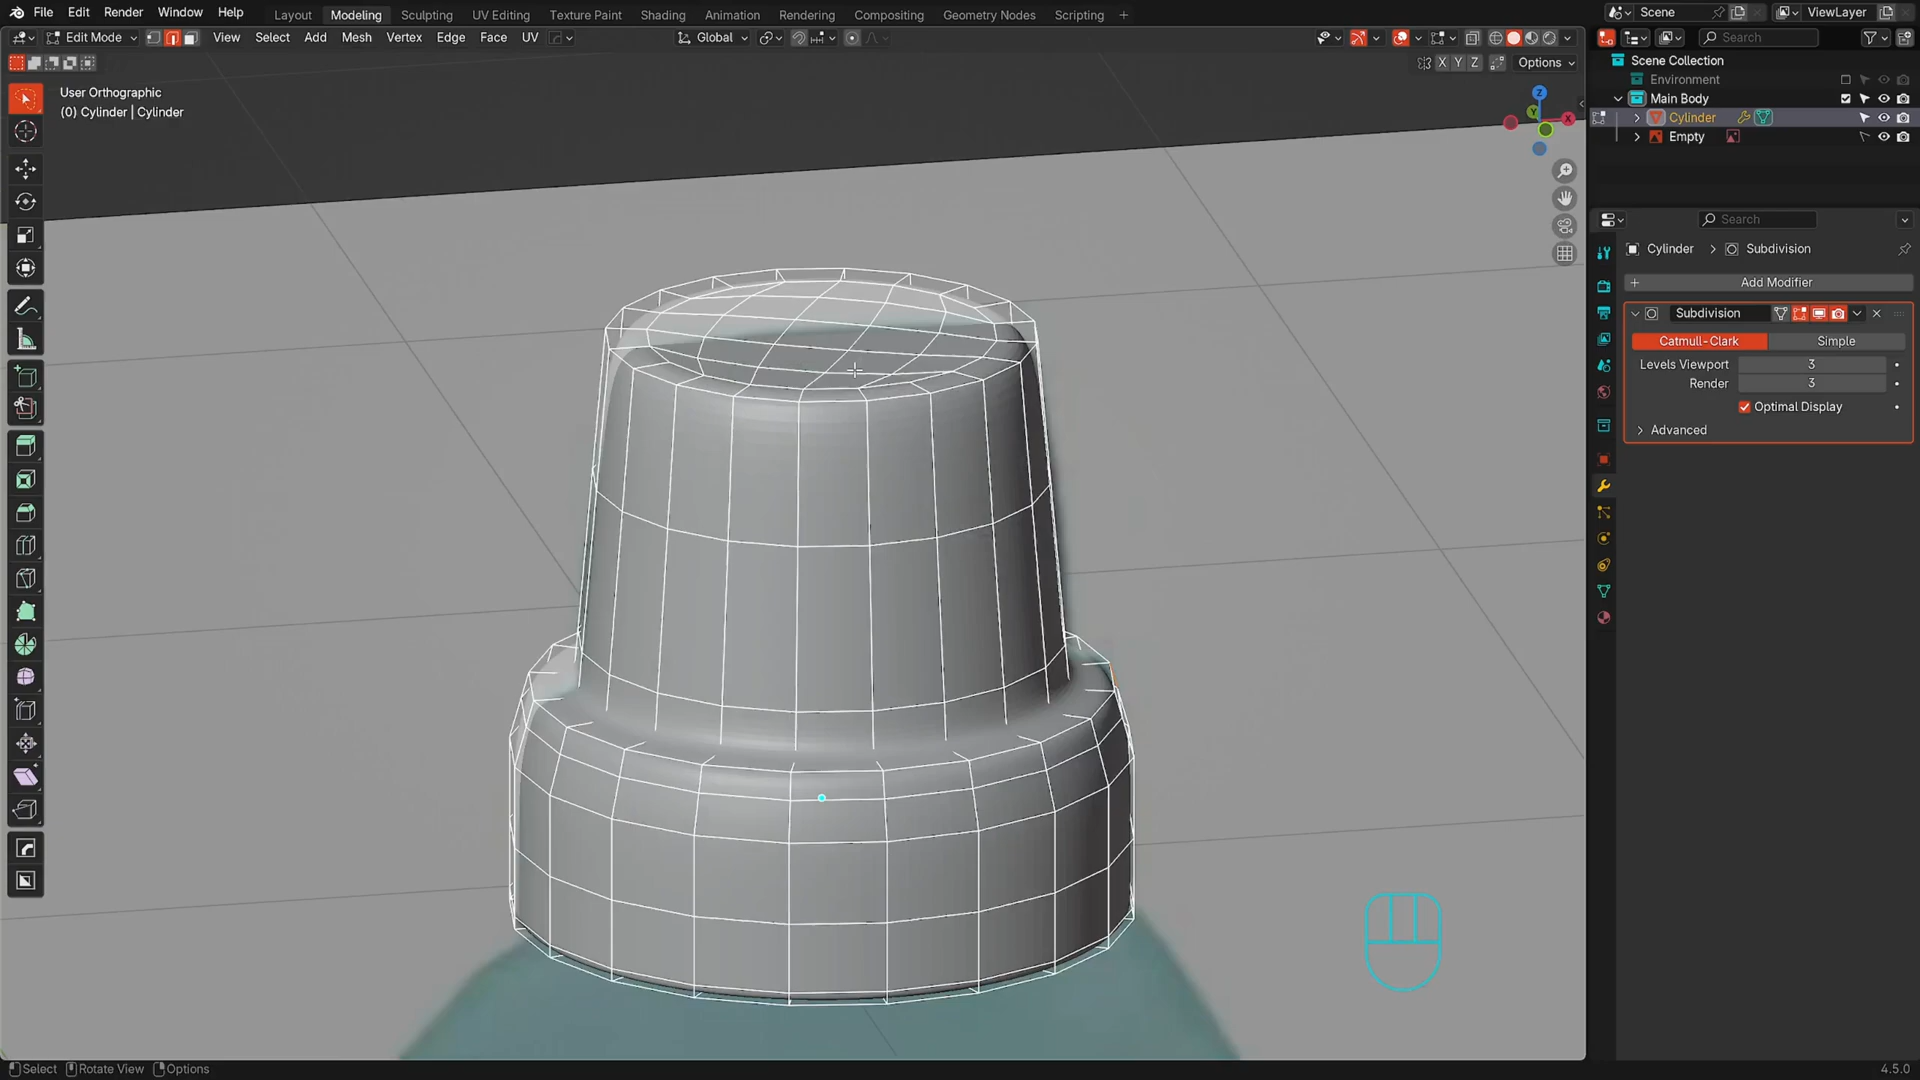 File Edit Render Window Help Layout Modeling Sculpting UV Editing Texture Paint Shading Animation Rendering Compositing Geometry Nodes Scripting + Scene ViewLayer
Edit Mode View Select Add Mesh Vertex Edge Face UV Global Search
X Y Z Options
User Orthographic
(0) Cylinder | Cylinder
Z
Y
X
Scene Collection
Environment
Main Body
Cylinder
Empty
Search
Cylinder > Subdivision
+ Add Modifier
Subdivision
Catmull-Clark Simple
Levels Viewport 3
Render 3
Optimal Display
Advanced
Select Rotate View Options 4.5.0